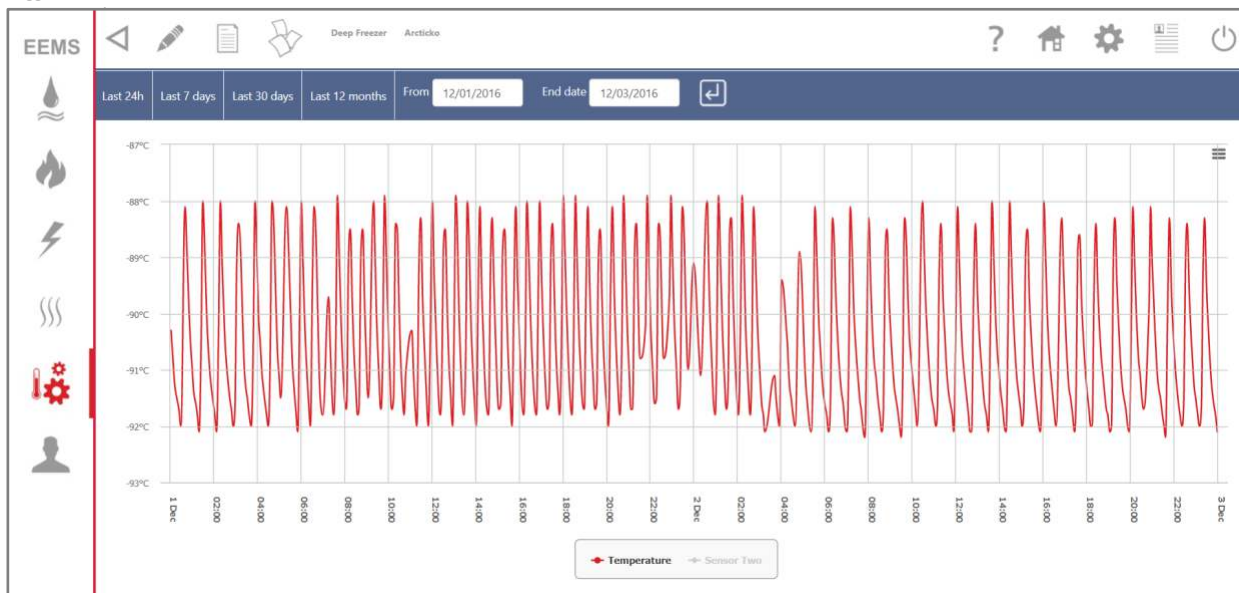 EEMS
Deep Freezer Arcticko
?
Last 24h Last 7 days Last 30 days Last 12 months From 12/01/2016 End date 12/03/2016
-87°C
-88°C
-89°C
-90°C
-91°C
-92°C
-93°C
1 Dec 02:00 04:00 06:00 08:00 10:00 12:00 14:00 16:00 18:00 20:00 22:00 2 Dec 02:00 04:00 06:00 08:00 10:00 12:00 14:00 16:00 18:00 20:00 22:00 3 Dec
Temperature Sensor Two